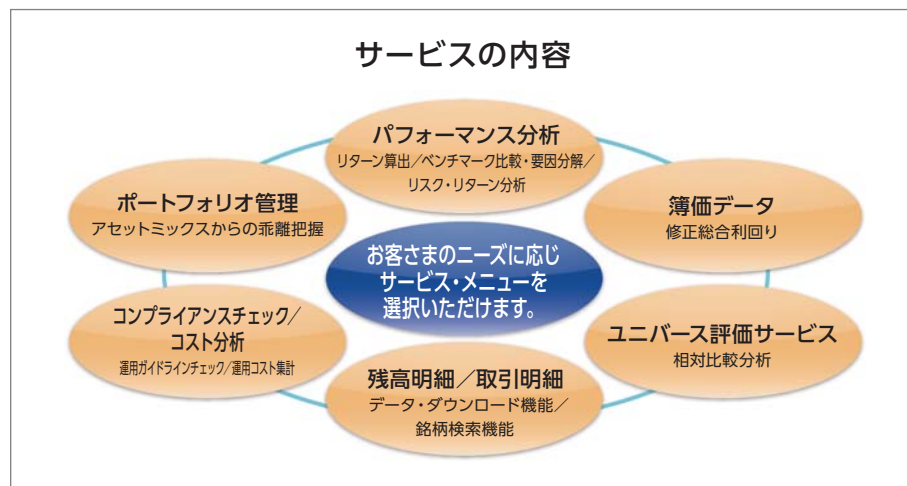 サービスの内容
パフォーマンス分析
リターン算出／ベンチマーク比較・要因分解／
リスク・リターン分析
ポートフォリオ管理
アセットミックスからの乖離把握
簿価データ
修正総合利回り
お客さまのニーズに応じ
サービス・メニューを
選択いただけます。
コンプライアンスチェック／
コスト分析
運用ガイドラインチェック／運用コスト集計
ユニバース評価サービス
相対比較分析
残高明細／取引明細
データ・ダウンロード機能／
銘柄検索機能